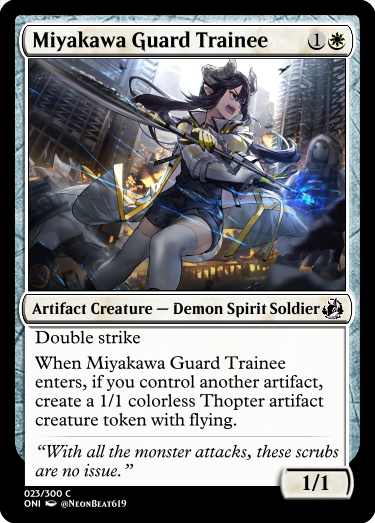 Miyakawa Guard Trainee 1
Artifact Creature — Demon Spirit Soldier
Double strike
When Miyakawa Guard Trainee
enters, if you control another artifact,
create a 1/1 colorless Thopter artifact
creature token with flying.
“With all the monster attacks, these scrubs
are no issue.”
1/1
023/300 C
ONI @NeonBeat619